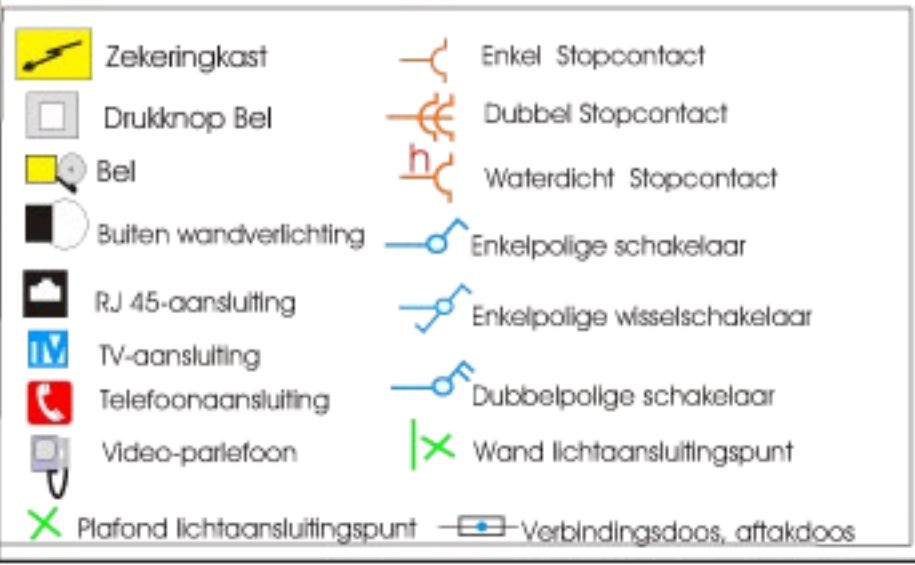 Zekeringkast
Drukknop Bel
Bel
Buiten wandverlichting
RJ 45-aansluiting
TV-aansluiting
Telefoonaansluiting
Video-parlefoon
Plafond lichtaansluitingspunt
Enkel Stopcontact
Dubbel Stopcontact
h
Waterdicht Stopcontact
Enkelpolige schakelaar
Enkelpolige wisselschakelaar
Dubbelpolige schakelaar
Wand lichtaansluitingspunt
Verbindingsdoos, aftakdoos